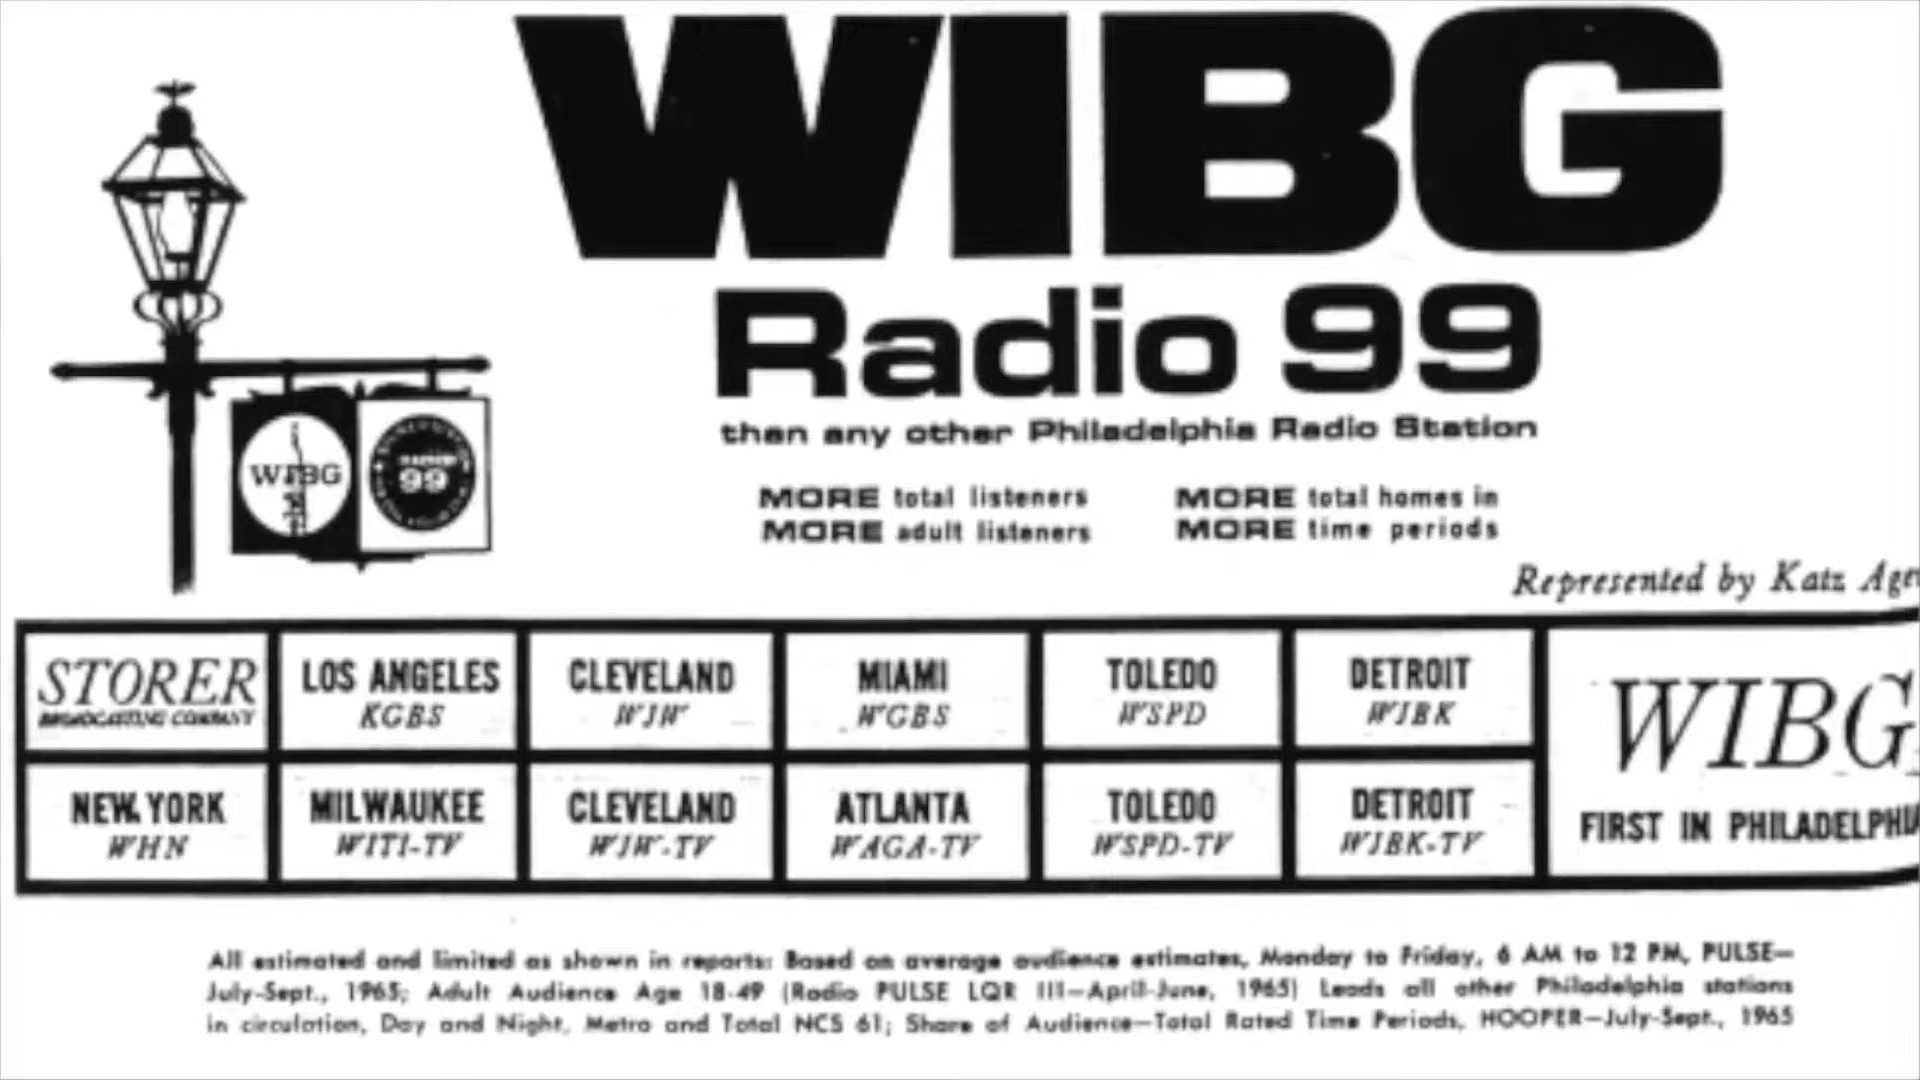 WIBG
Radio 99
than any other Philadelphia Radio Station
MORE total listeners
MORE adult listeners
MORE total homes in
MORE time periods
WIBG
99
Represented by Katz Age
STORER
BROADCASTING COMPANY
LOS ANGELES
KGBS
CLEVELAND
WJW
MIAMI
WGBS
TOLEDO
WSPD
DETROIT
WJBK
NEW YORK
WHN
MILWAUKEE
WITI-TV
CLEVELAND
WJW-TV
ATLANTA
WAGA-TV
TOLEDO
WSPD-TV
DETROIT
WJBK-TV
WIBG
FIRST IN PHILADELPHIA
All estimated and limited as shown in reports: Based on average audience estimates, Monday to Friday, 6 AM to 12 PM, PULSE—
July-Sept., 1965; Adult Audience Age 18-49 (Radio PULSE LQR III—April-June, 1965) Leads all other Philadelphia stations
in circulation, Day and Night, Metro and Total NCS 61; Share of Audience—Total Rated Time Periods, HOOPER—July-Sept., 1965